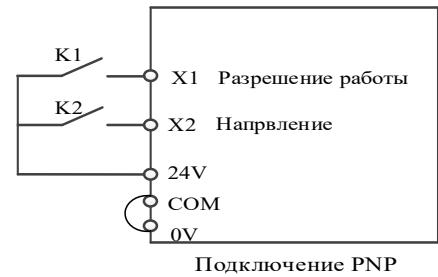 K1
X1 Разрешение работы
K2
X2 Напрвление
24V
COM
0V
Подключение PNP